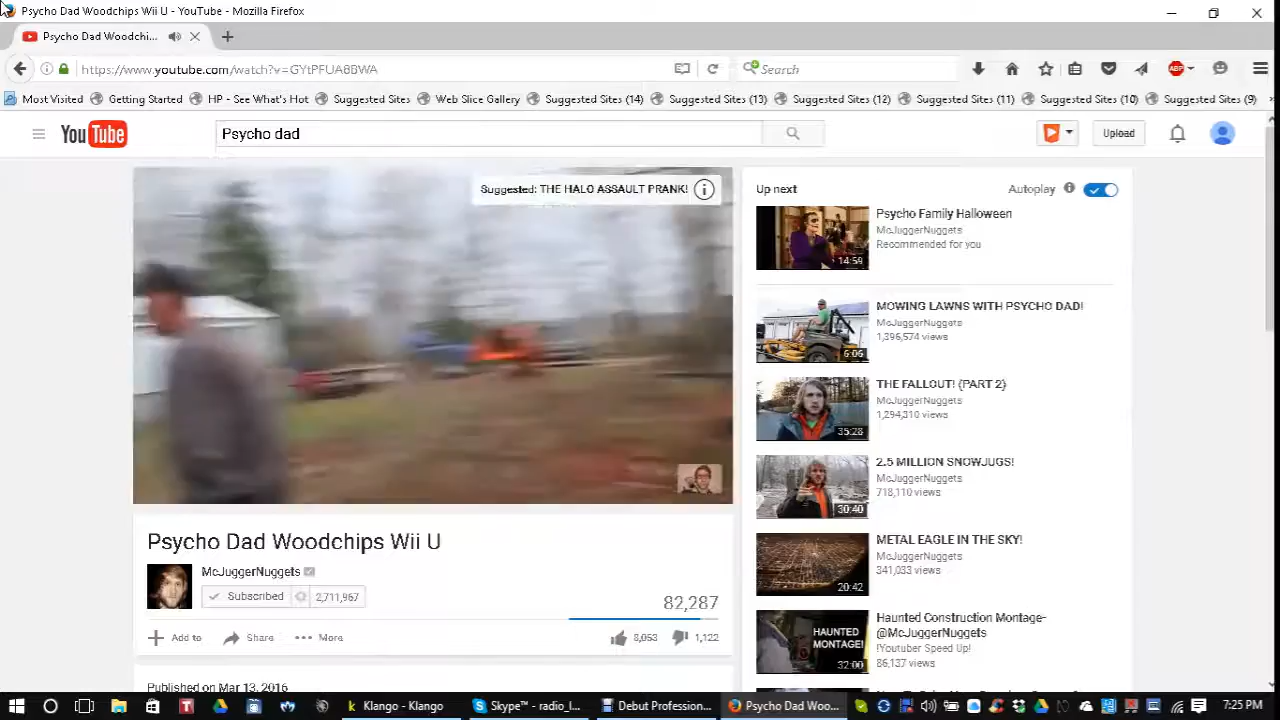 Psycho Dad Woodchips Wii U - YouTube - Mozilla Firefox
Psycho Dad Woodchi...
https://www.youtube.com/watch?v=GYtPFUA8BWA
Search
ABP
Most Visited
Getting Started
HP - See What's Hot
Suggested Sites
Web Slice Gallery
Suggested Sites (14)
Suggested Sites (13)
Suggested Sites (12)
Suggested Sites (11)
Suggested Sites (10)
Suggested Sites (9)
YouTube
Psycho dad
Upload
Suggested: THE HALO ASSAULT PRANK!
Up next
Autoplay
Psycho Family Halloween
McJuggerNuggets
Recommended for you
14:59
MOWING LAWNS WITH PSYCHO DAD!
McJuggerNuggets
1,396,574 views
6:06
THE FALLOUT! (PART 2)
McJuggerNuggets
1,294,310 views
35:28
2.5 MILLION SNOWJUGS!
McJuggerNuggets
718,110 views
30:40
METAL EAGLE IN THE SKY!
McJuggerNuggets
341,033 views
20:42
Haunted Construction Montage-
@McJuggerNuggets
!Youtuber Speed Up!
86,137 views
HAUNTED
MONTAGE!
32:00
Psycho Dad Woodchips Wii U
McJuggerNuggets
Subscribed
2,711,967
82,287
Add to
Share
More
8,053
1,122
Published on Mar 13, 2016
Klango - Klango
Skype™ - radio_l...
Debut Profession...
Psycho Dad Woo...
7:25 PM